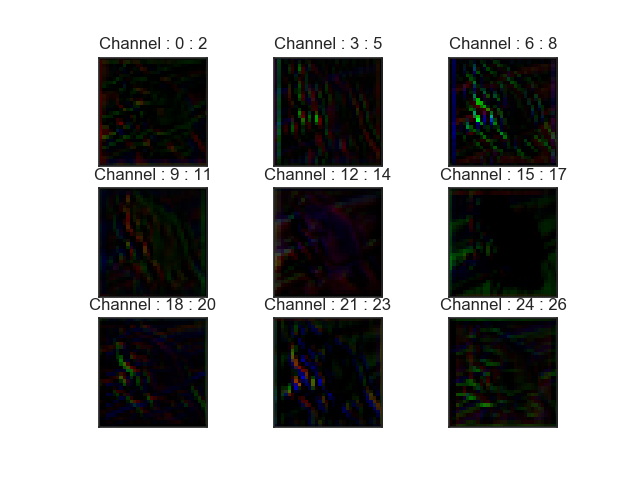 Channel : 0 : 2
Channel : 3 : 5
Channel : 6 : 8
Channel : 9 : 11
Channel : 12 : 14
Channel : 15 : 17
Channel : 18 : 20
Channel : 21 : 23
Channel : 24 : 26